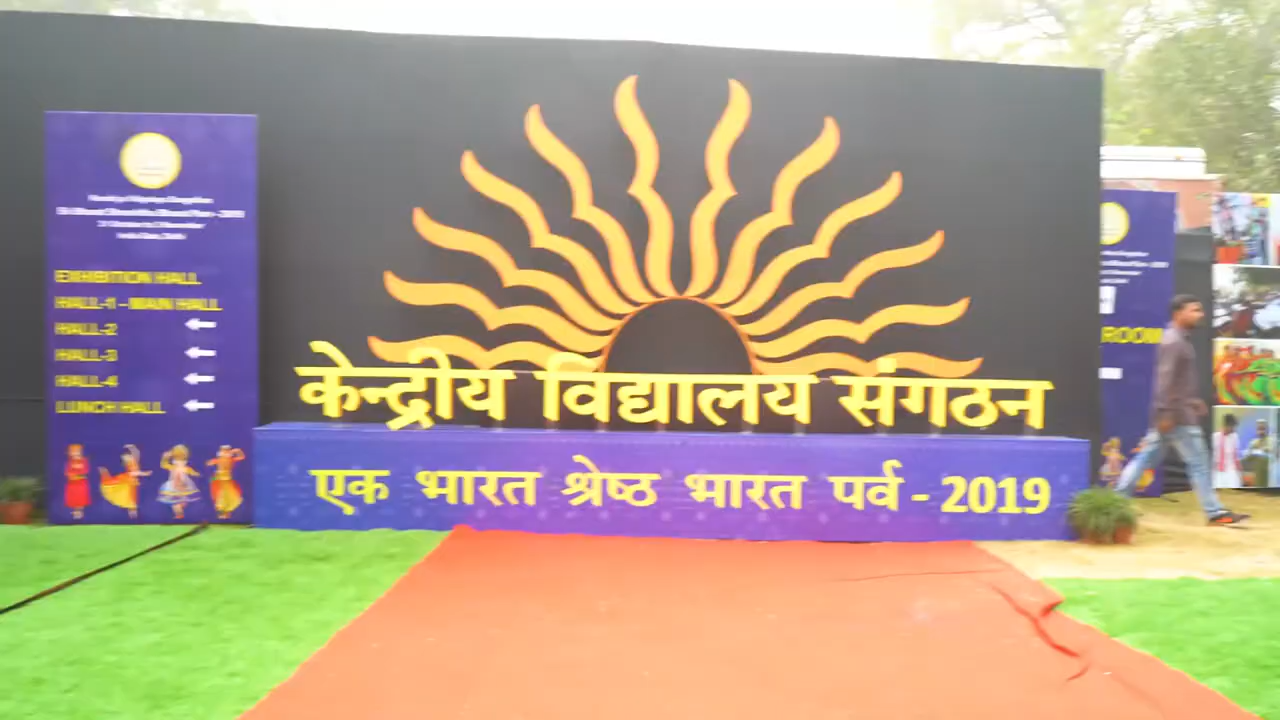 EXHIBITION HALL
HALL-1 - MAIN HALL
HALL-2
HALL-3
HALL-4
LUNCH HALL
केन्द्रीय विद्यालय संगठन
एक भारत श्रेष्ठ भारत पर्व - 2019
ROOM